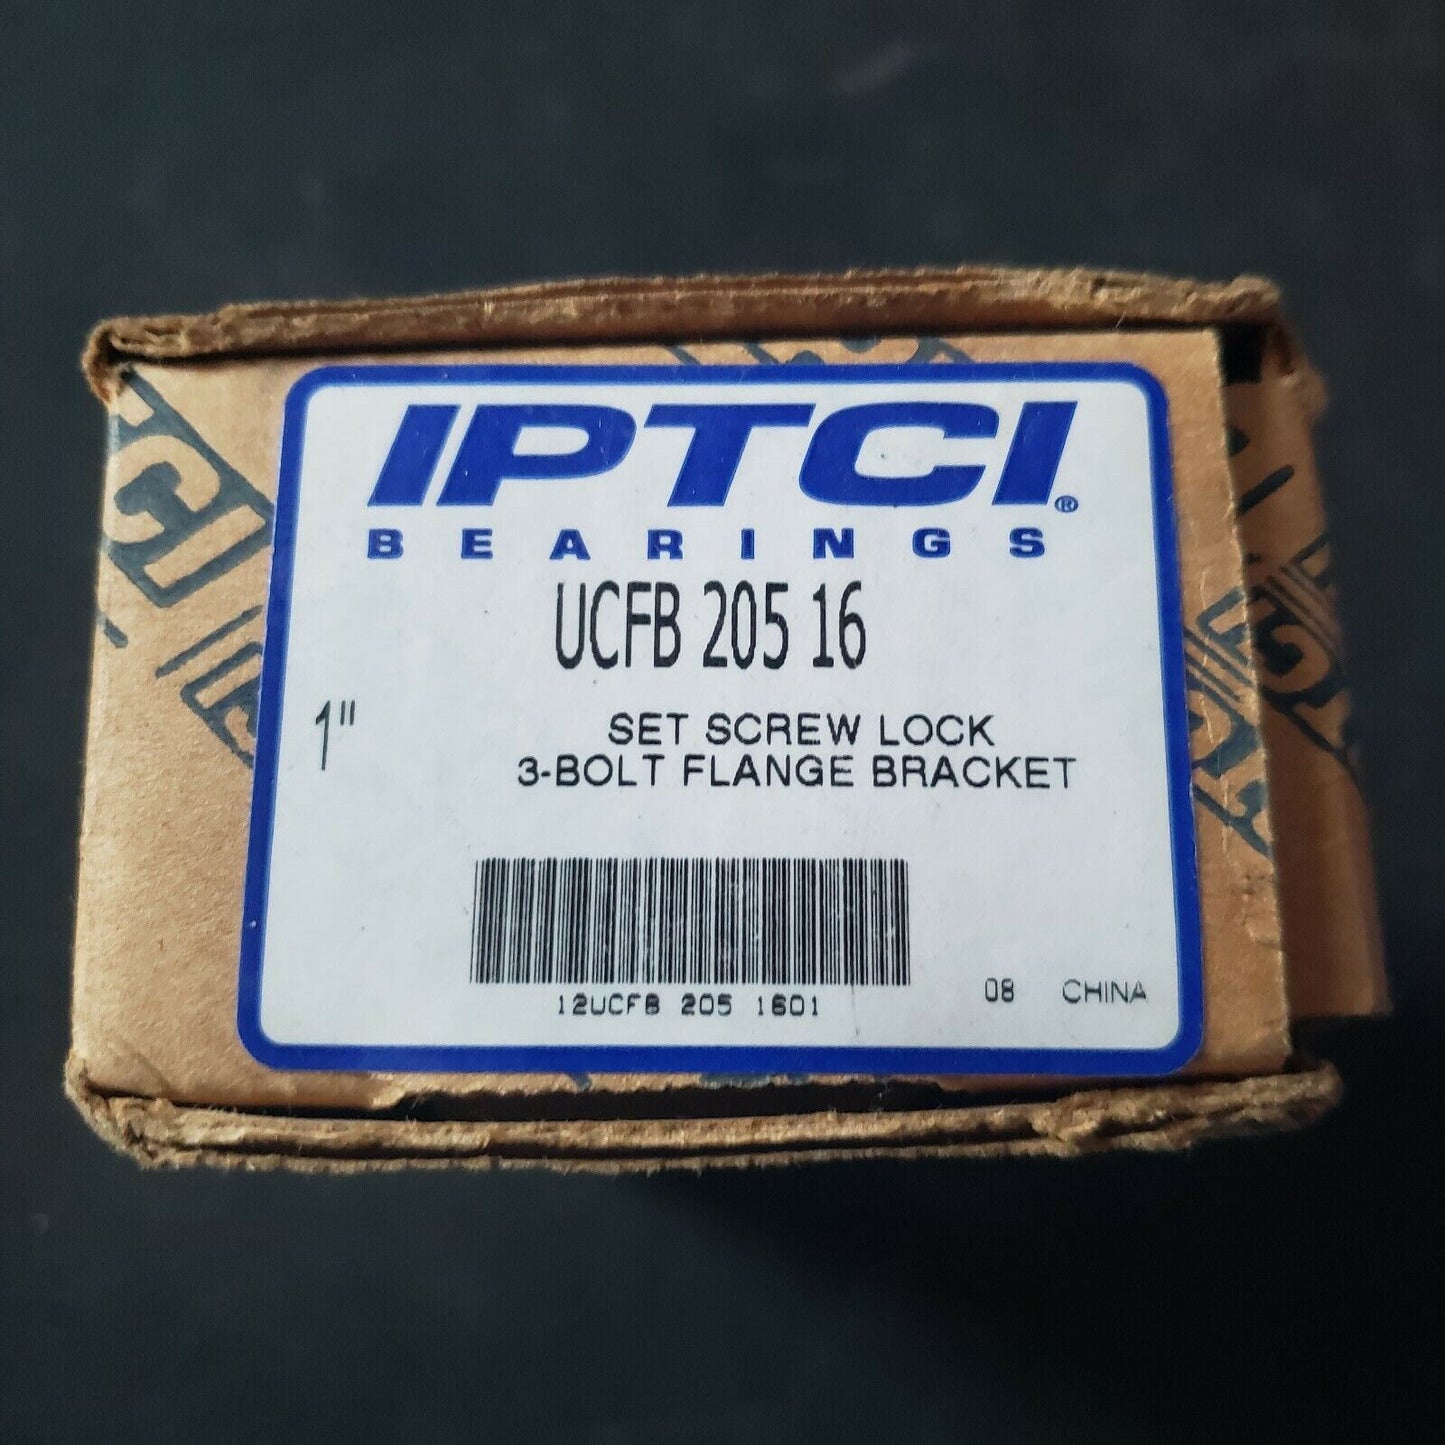 IPTCI®
BEARINGS
UCFB 205 16
1"
SET SCREW LOCK
3-BOLT FLANGE BRACKET
12UCFB 205 1601
08 CHINA